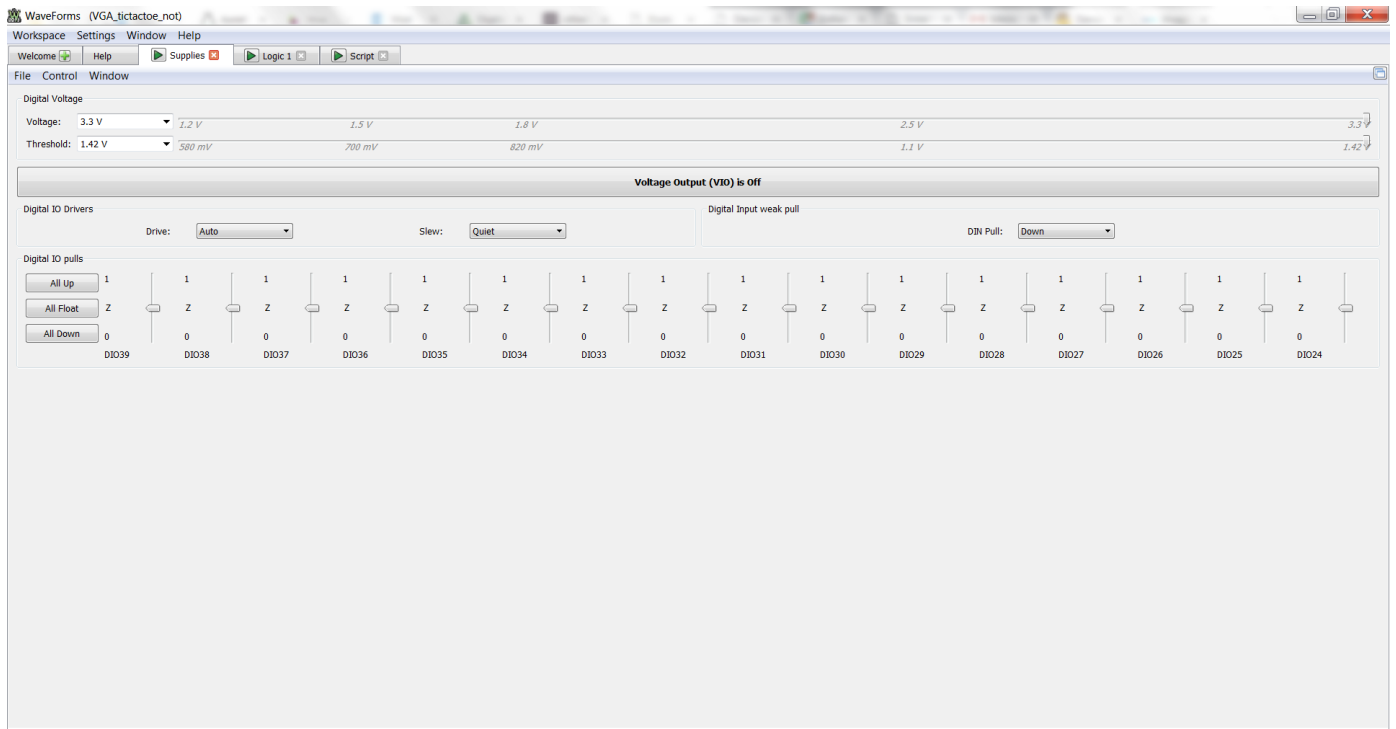 WaveForms (VGA_tictactoe_not)
Workspace Settings Window Help
Welcome Help Supplies Logic 1 Script
File Control Window
Digital Voltage
Voltage: 3.3 V 1.2 V 1.5 V 1.8 V 2.5 V 3.3 V
Threshold: 1.42 V 580 mV 700 mV 820 mV 1.1 V 1.42 V
Voltage Output (VIO) is Off
Digital IO Drivers Digital Input weak pull
Drive: Auto Slew: Quiet DIN Pull: Down
Digital IO pulls
All Up 1 1 1 1 1 1 1 1 1 1 1 1 1 1 1 1
All Float Z Z Z Z Z Z Z Z Z Z Z Z Z Z Z Z
All Down 0 0 0 0 0 0 0 0 0 0 0 0 0 0 0 0
DIO39 DIO38 DIO37 DIO36 DIO35 DIO34 DIO33 DIO32 DIO31 DIO30 DIO29 DIO28 DIO27 DIO26 DIO25 DIO24